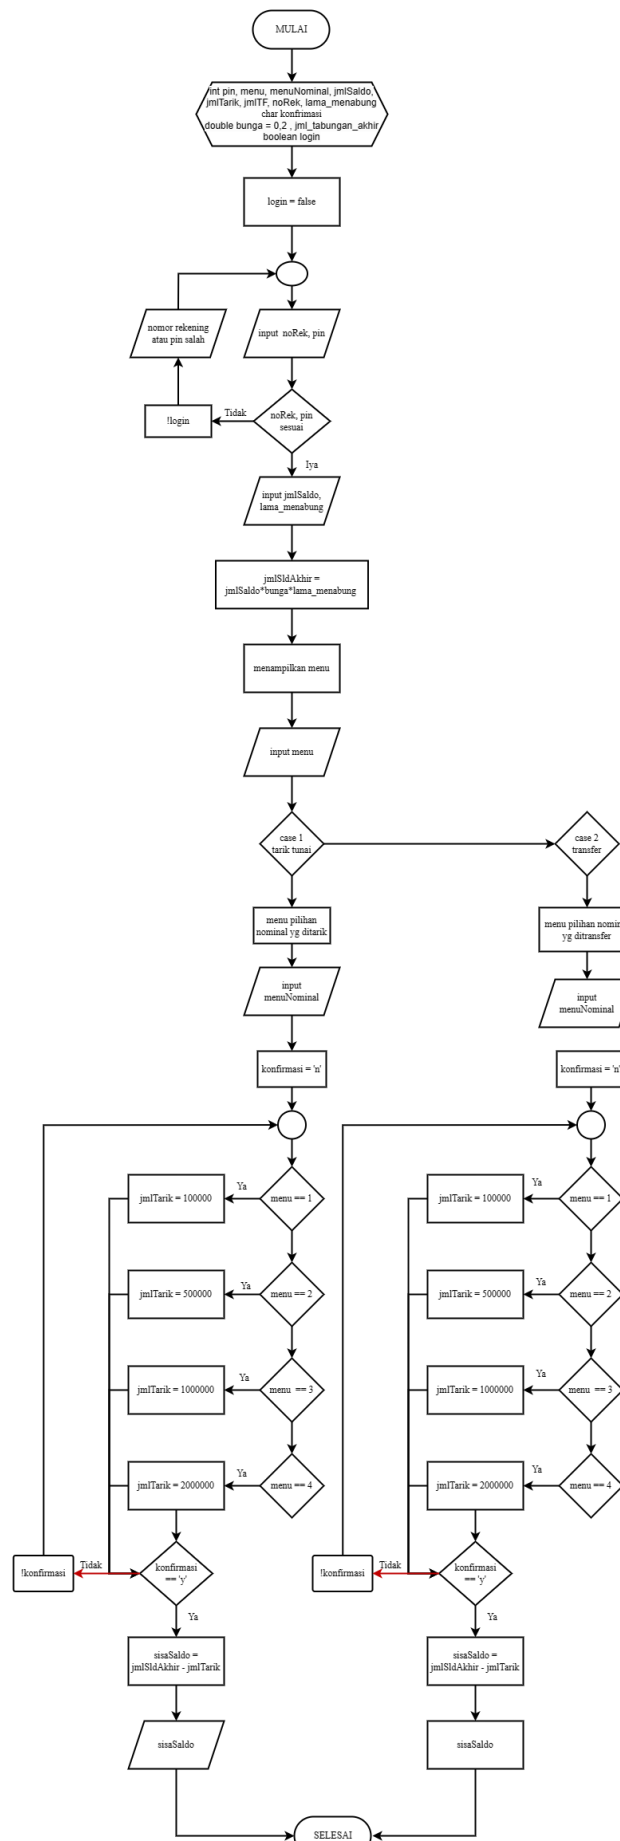 MULAI
int pin, menu, menuNominal, jmlSaldo,
jmlTarik, jmlTF, noRek, lama_menabung
char konfrimasi
double bunga = 0,2 , jml_tabungan_akhir
boolean login
login = false
nomor rekening
atau pin salah
input noRek, pin
!login
Tidak
noRek, pin
sesuai
Iya
input jmlSaldo,
lama_menabung
jmlSldAkhir =
jmlSaldo*bunga*lama_menabung
menampilkan menu
input menu
case 1
tarik tunai
case 2
transfer
menu pilihan
nominal yg ditarik
menu pilihan nomin
yg ditransfer
input
menuNominal
input
menuNominal
konfirmasi = 'n'
konfirmasi = 'n'
jmlTarik = 100000
Ya
menu == 1
jmlTarik = 100000
Ya
menu == 1
jmlTarik = 500000
Ya
menu == 2
jmlTarik = 500000
Ya
menu == 2
jmlTarik = 1000000
Ya
menu == 3
jmlTarik = 1000000
Ya
menu == 3
jmlTarik = 2000000
Ya
menu == 4
jmlTarik = 2000000
Ya
menu == 4
!konfirmasi
Tidak
konfirmasi
== 'y'
!konfirmasi
Tidak
konfirmasi
== 'y'
Ya
Ya
sisaSaldo =
jmlSldAkhir - jmlTarik
sisaSaldo =
jmlSldAkhir - jmlTarik
sisaSaldo
sisaSaldo
SELESAI